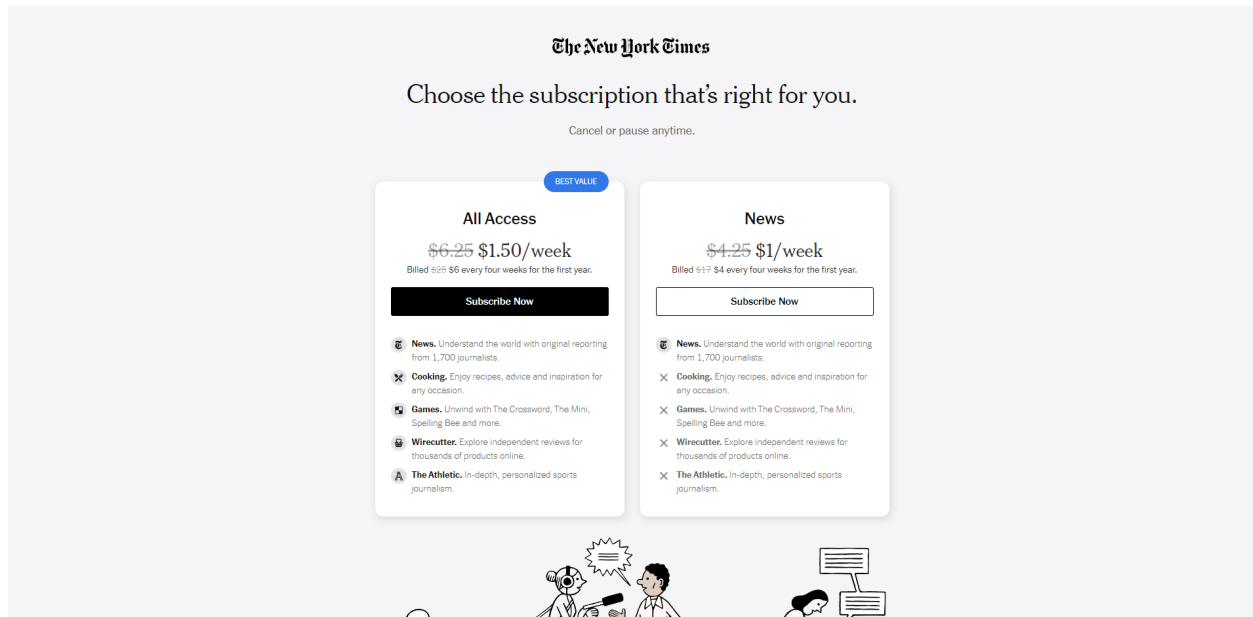 The New York Times
Choose the subscription that's right for you.
Cancel or pause anytime.
BEST VALUE
All Access
$6.25 $1.50/week
Billed $25 $6 every four weeks for the first year.
Subscribe Now
News. Understand the world with original reporting
from 1,700 journalists.
Cooking. Enjoy recipes, advice and inspiration for
any occasion.
Games. Unwind with The Crossword, The Mini,
Spelling Bee and more.
Wirecutter. Explore independent reviews for
thousands of products online.
The Athletic. In-depth, personalized sports
journalism.
News
$4.25 $1/week
Billed $17 $4 every four weeks for the first year.
Subscribe Now
News. Understand the world with original reporting
from 1,700 journalists.
Cooking. Enjoy recipes, advice and inspiration for
any occasion.
Games. Unwind with The Crossword, The Mini,
Spelling Bee and more.
Wirecutter. Explore independent reviews for
thousands of products online.
The Athletic. In-depth, personalized sports
journalism.